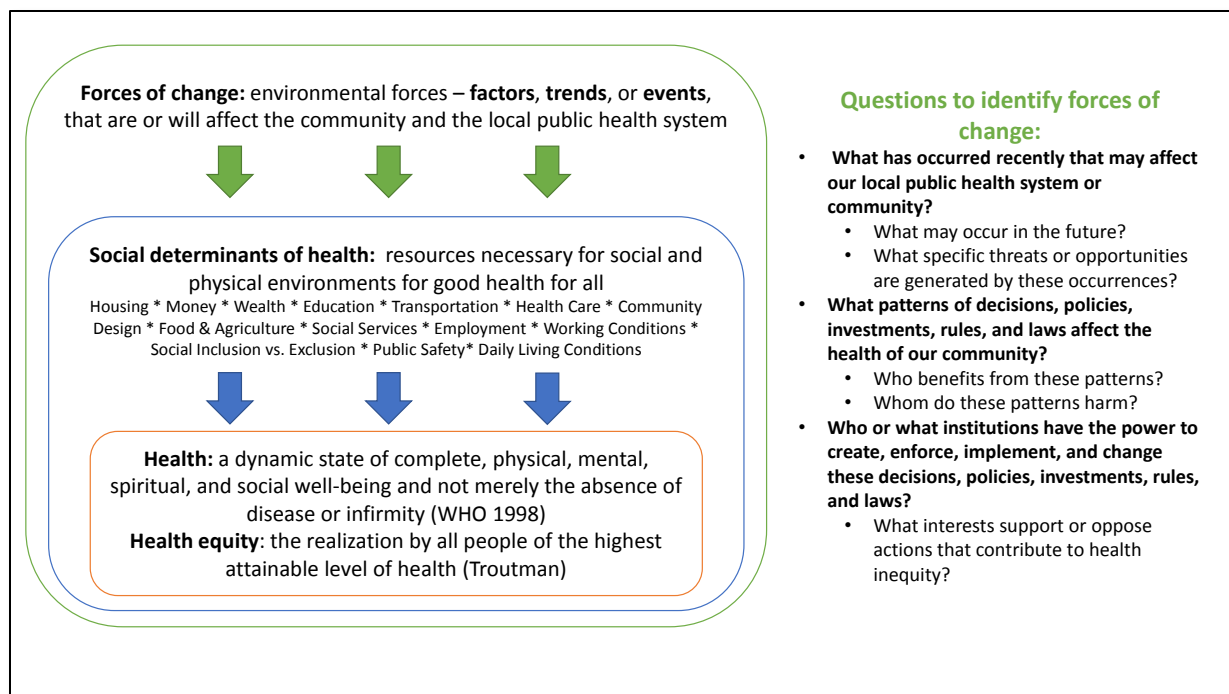 Forces of change: environmental forces – factors, trends, or events,
that are or will affect the community and the local public health system
Social determinants of health:  resources necessary for social and
physical environments for good health for all
Housing * Money * Wealth * Education * Transportation * Health Care * Community
Design * Food & Agriculture * Social Services * Employment * Working Conditions *
Social Inclusion vs. Exclusion * Public Safety* Daily Living Conditions
Health: a dynamic state of complete, physical, mental,
spiritual, and social well-being and not merely the absence of
disease or infirmity (WHO 1998)
Health equity: the realization by all people of the highest
attainable level of health (Troutman)
Questions to identify forces of
change:
• What has occurred recently that may affect
our local public health system or
community?
• What may occur in the future?
• What specific threats or opportunities
are generated by these occurrences?
• What patterns of decisions, policies,
investments, rules, and laws affect the
health of our community?
• Who benefits from these patterns?
• Whom do these patterns harm?
• Who or what institutions have the power to
create, enforce, implement, and change
these decisions, policies, investments, rules,
and laws?
• What interests support or oppose
actions that contribute to health
inequity?